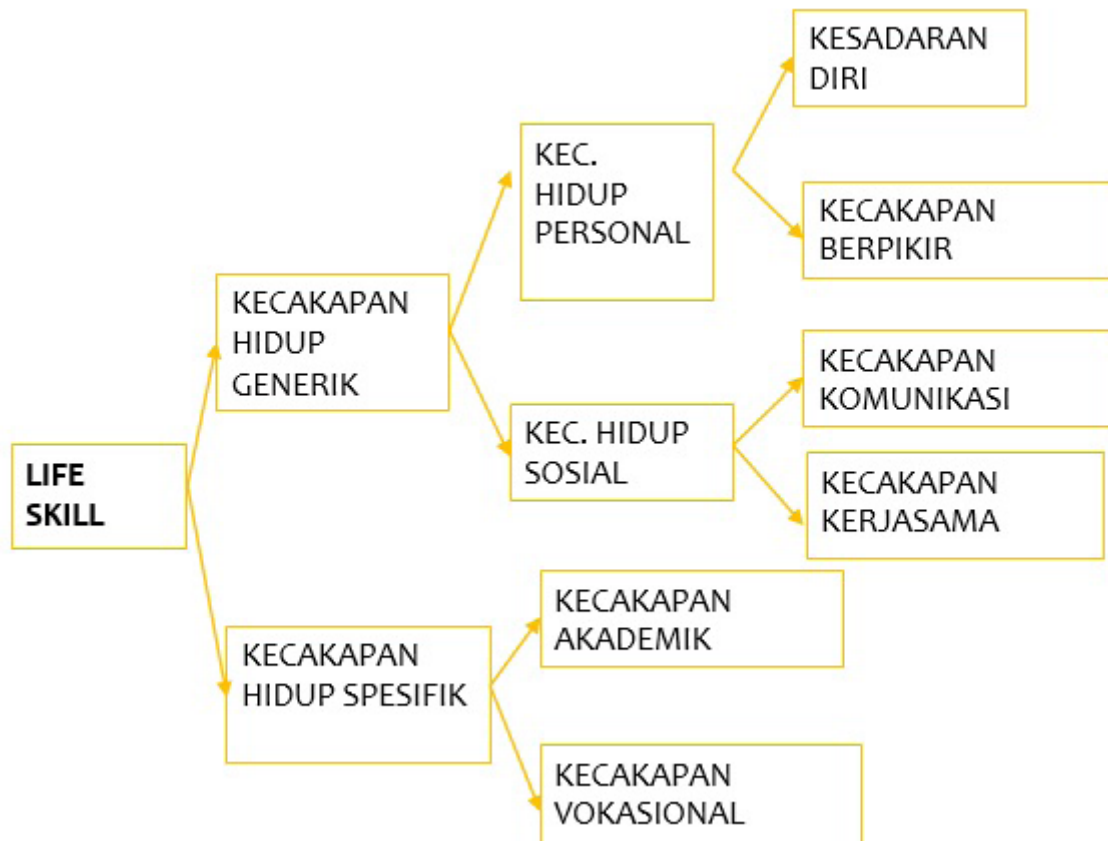 KESADARAN
DIRI
KEC.
HIDUP
PERSONAL
KECAKAPAN
BERPIKIR
KECAKAPAN
HIDUP
GENERIK
KECAKAPAN
KOMUNIKASI
KEC. HIDUP
SOSIAL
KECAKAPAN
KERJASAMA
LIFE
SKILL
KECAKAPAN
AKADEMIK
KECAKAPAN
HIDUP SPESIFIK
KECAKAPAN
VOKASIONAL